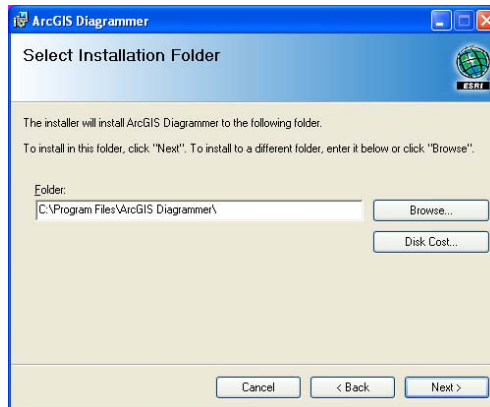 ArcGIS Diagrammer
Select Installation Folder
ESRI
The installer will install ArcGIS Diagrammer to the following folder.
To install in this folder, click "Next". To install to a different folder, enter it below or click "Browse".
Folder:
C:\Program Files\ArcGIS Diagrammer\
Browse...
Disk Cost...
Cancel
< Back
Next >